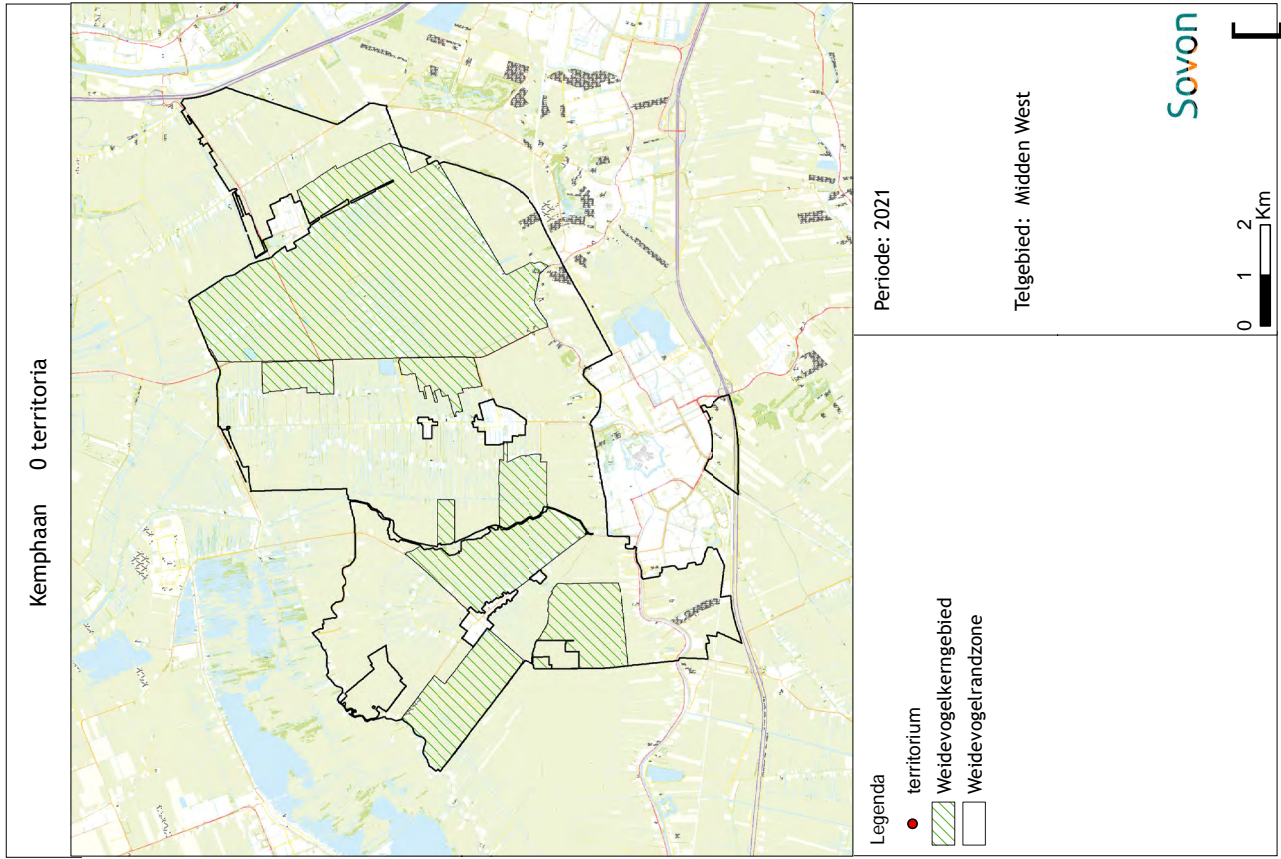 Kemphaan 0 territoria
Legenda
territorium
Weidevogelkerngebied
Weidevogelrandzone
Periode: 2021
Telgebied: Midden West
0 1 2
Km
Sovon